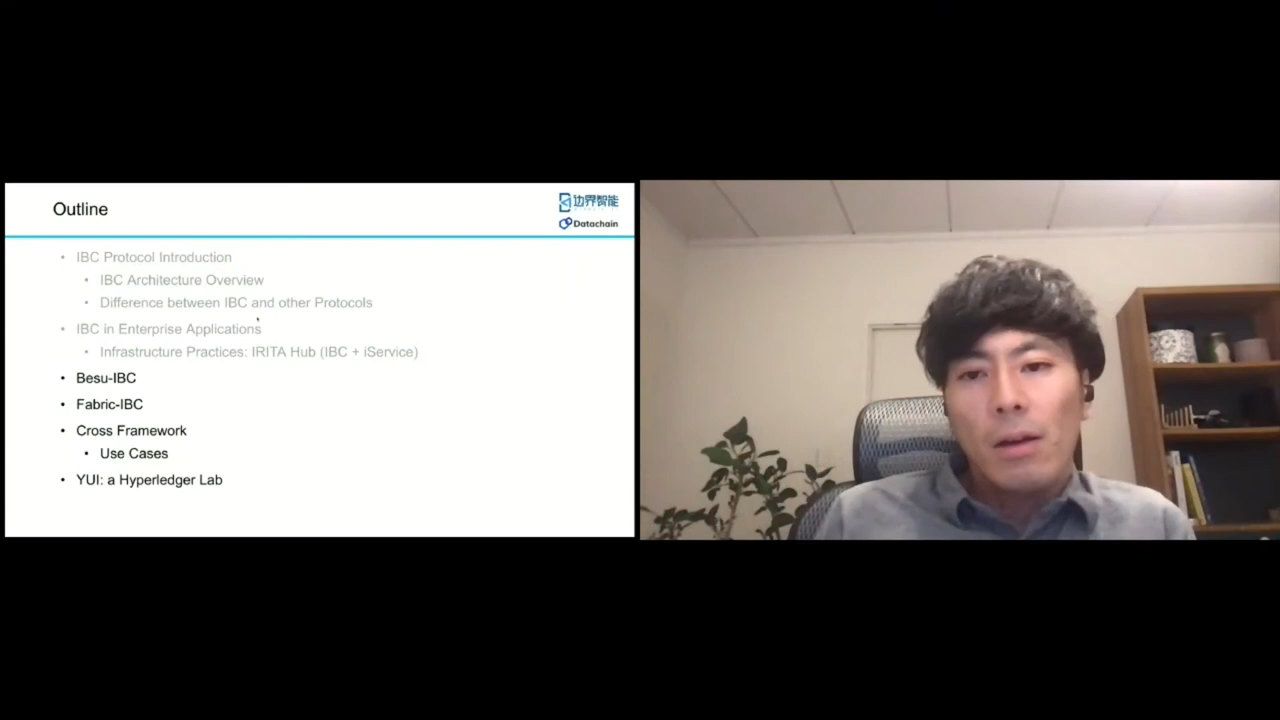 Outline
边界智能
Datachain
• IBC Protocol Introduction
• IBC Architecture Overview
• Difference between IBC and other Protocols
• IBC in Enterprise Applications
• Infrastructure Practices: IRITA Hub (IBC + iService)
• Besu-IBC
• Fabric-IBC
• Cross Framework
• Use Cases
• YUI: a Hyperledger Lab